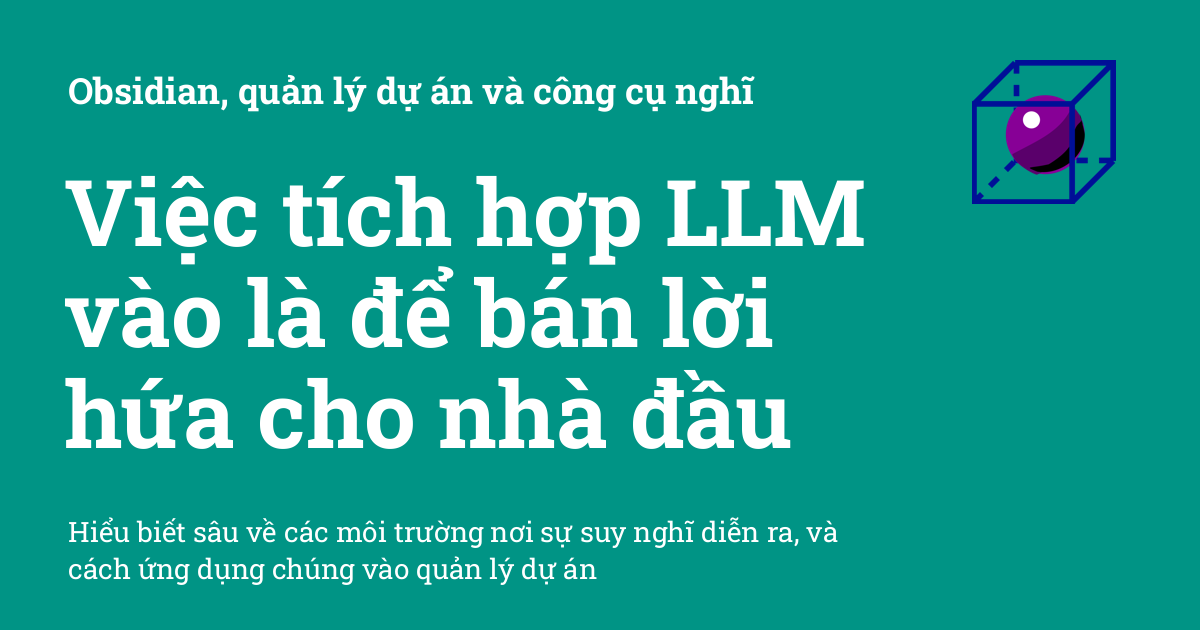 Obsidian, quản lý dự án và công cụ nghĩ
Việc tích hợp LLM
vào là để bán lời
hứa cho nhà đầu
Hiểu biết sâu về các môi trường nơi sự suy nghĩ diễn ra, và
cách ứng dụng chúng vào quản lý dự án